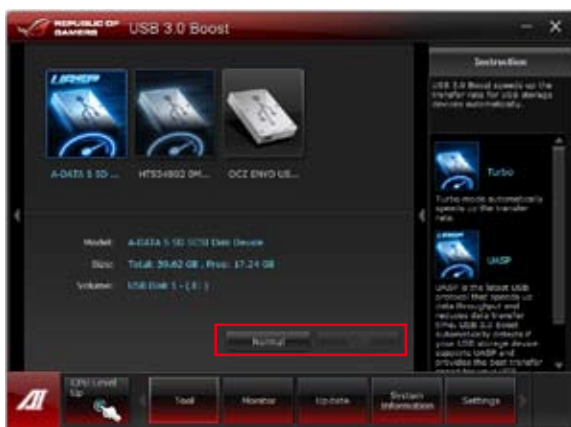 REPUBLIC OF
GAMERS
USB 3.0 Boost
Instruction
USB 3.0 Boost speeds up the
transfer rate for USB storage
devices automatically.
UASP
A-DATA S SD ...
HTS54802 0M...
OCZ ENYO US...
Turbo
Turbo mode automatically
speeds up the transfer
rate.
Model: A-DATA S SD SCSI Disk Device
Size: Total: 59.62 GB , Free: 17.24 GB
Volume: USB Disk 1 - ( E: )
UASP
UASP is the latest USB
protocol that speeds up
data throughput and
reduces data transfer
time. USB 3.0 Boost
automatically detects if
your USB storage device
supports UASP and
provides the best transfer
Normal
AI
CPU Level
Up
Tool
Monitor
Update
System
Information
Settings